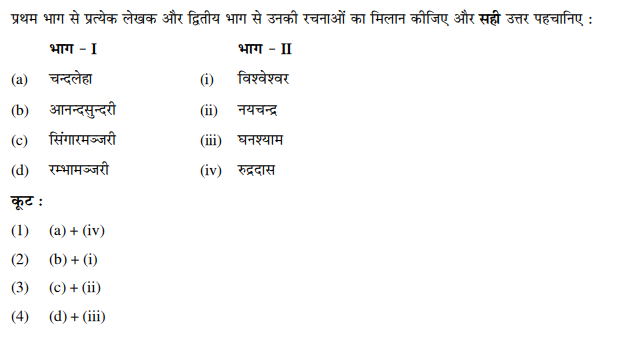 प्रथम भाग से प्रत्येक लेखक और द्वितीय भाग से उनकी रचनाओं का मिलान कीजिए और सही उत्तर पहचानिए :
भाग - I भाग - II
(a) चन्दलेहा (i) विश्वेश्वर
(b) आनन्दसुन्दरी (ii) नयचन्द्र
(c) सिंगारमञ्जरी (iii) घनश्याम
(d) रम्भामञ्जरी (iv) रुद्रदास
कूट :
(1) (a) + (iv)
(2) (b) + (i)
(3) (c) + (ii)
(4) (d) + (iii)